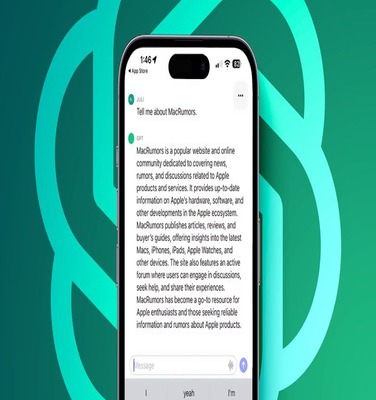 1:46
App Store
JULI
Tell me about MacRumors.
GPT
MacRumors is a popular website and online
community dedicated to covering news,
rumors, and discussions related to Apple
products and services. It provides up-to-date
information on Apple's hardware, software, and
other developments in the Apple ecosystem.
MacRumors publishes articles, reviews, and
buyer's guides, offering insights into the latest
Macs, iPhones, iPads, Apple Watches, and
other devices. The site also features an active
forum where users can engage in discussions,
seek help, and share their experiences.
MacRumors has become a go-to resource for
Apple enthusiasts and those seeking reliable
information and rumors about Apple products.
Message
I yeah I'm